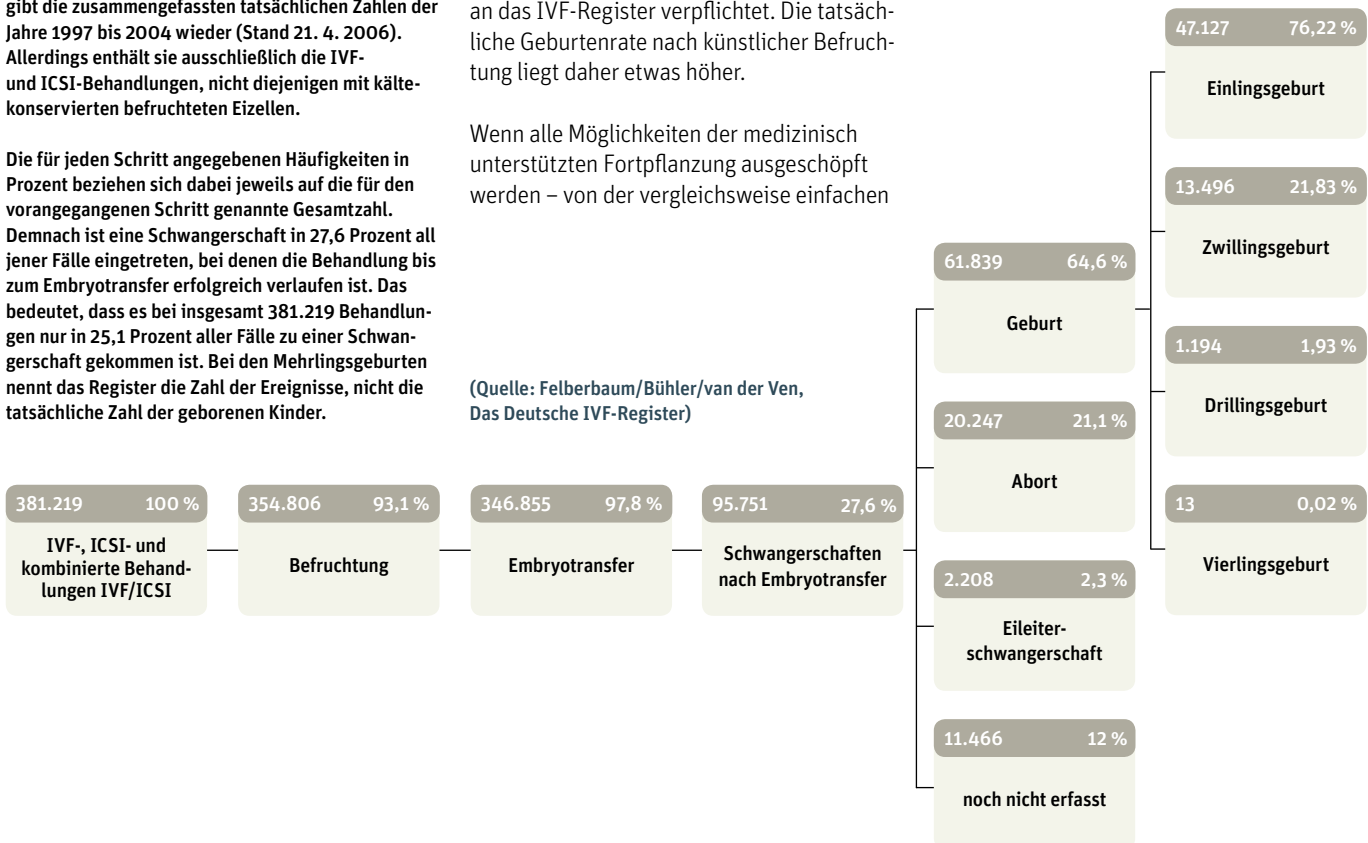 gibt die zusammengefassten tatsächlichen Zahlen der
Jahre 1997 bis 2004 wieder (Stand 21. 4. 2006).
Allerdings enthält sie ausschließlich die IVF-
und ICSI-Behandlungen, nicht diejenigen mit kälte-
konservierten befruchteten Eizellen.
Die für jeden Schritt angegebenen Häufigkeiten in
Prozent beziehen sich dabei jeweils auf die für den
vorangegangenen Schritt genannte Gesamtzahl.
Demnach ist eine Schwangerschaft in 27,6 Prozent all
jener Fälle eingetreten, bei denen die Behandlung bis
zum Embryotransfer erfolgreich verlaufen ist. Das
bedeutet, dass es bei insgesamt 381.219 Behandlun-
gen nur in 25,1 Prozent aller Fälle zu einer Schwan-
gerschaft gekommen ist. Bei den Mehrlingsgeburten
nennt das Register die Zahl der Ereignisse, nicht die
tatsächliche Zahl der geborenen Kinder.
an das IVF-Register verpflichtet. Die tatsäch-
liche Geburtenrate nach künstlicher Befruch-
tung liegt daher etwas höher.
Wenn alle Möglichkeiten der medizinisch
unterstützten Fortpflanzung ausgeschöpft
werden – von der vergleichsweise einfachen
(Quelle: Felberbaum/Bühler/van der Ven,
Das Deutsche IVF-Register)
381.219 100 %
IVF-, ICSI- und
kombinierte Behand-
lungen IVF/ICSI
354.806 93,1 %
Befruchtung
346.855 97,8 %
Embryotransfer
95.751 27,6 %
Schwangerschaften
nach Embryotransfer
61.839 64,6 %
Geburt
20.247 21,1 %
Abort
2.208 2,3 %
Eileiter-
schwangerschaft
11.466 12 %
noch nicht erfasst
47.127 76,22 %
Einlingsgeburt
13.496 21,83 %
Zwillingsgeburt
1.194 1,93 %
Drillingsgeburt
13 0,02 %
Vierlingsgeburt